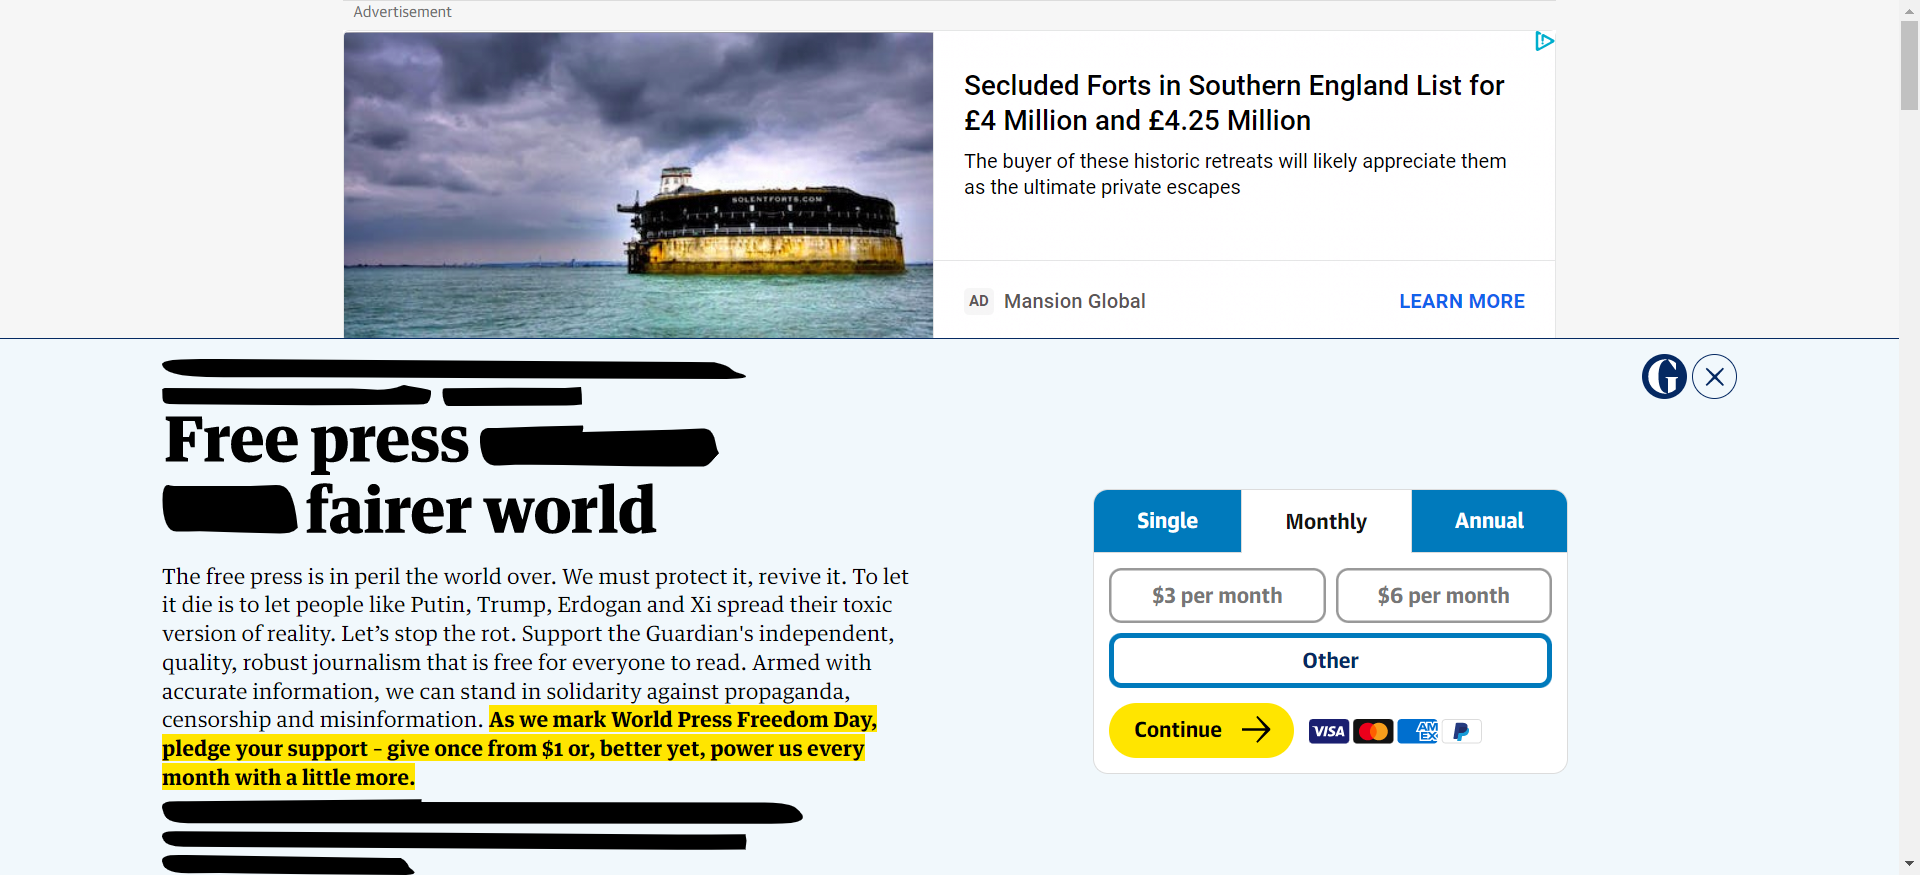 Advertisement
SOLENTFORTS.COM
Secluded Forts in Southern England List for
£4 Million and £4.25 Million
The buyer of these historic retreats will likely appreciate them
as the ultimate private escapes
AD Mansion Global
LEARN MORE
Free press
fairer world
The free press is in peril the world over. We must protect it, revive it. To let
it die is to let people like Putin, Trump, Erdogan and Xi spread their toxic
version of reality. Let’s stop the rot. Support the Guardian's independent,
quality, robust journalism that is free for everyone to read. Armed with
accurate information, we can stand in solidarity against propaganda,
censorship and misinformation. As we mark World Press Freedom Day,
pledge your support – give once from $1 or, better yet, power us every
month with a little more.
G
Single Monthly Annual
$3 per month $6 per month
Other
Continue VISA AM EX P